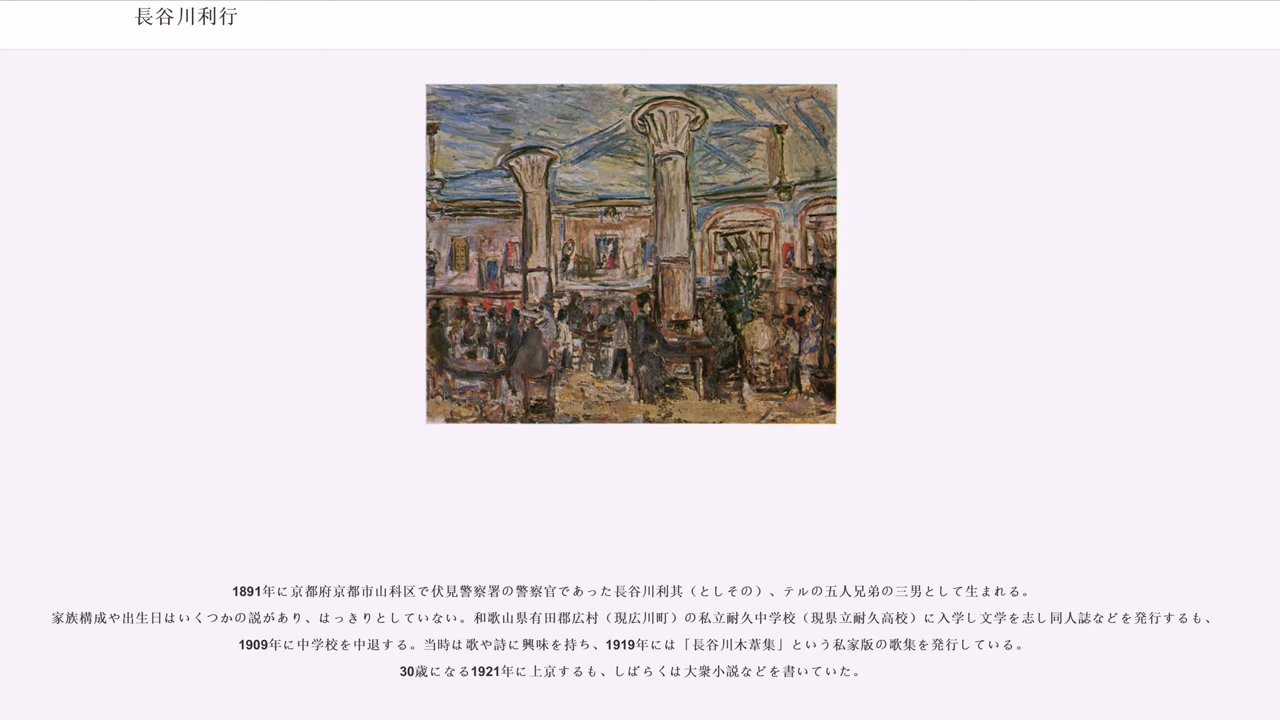 長谷川利行
1891年に京都府京都市山科区で伏見警察署の警察官であった長谷川利其（としその）、テルの五人兄弟の三男として生まれる。
家族構成や出生日はいくつかの説があり、はっきりとしていない。和歌山県有田郡広村（現広川町）の私立耐久中学校（現県立耐久高校）に入学し文学を志し同人誌などを発行するも、
1909年に中学校を中退する。当時は歌や詩に興味を持ち、1919年には「長谷川木葦集」という私家版の歌集を発行している。
30歳になる1921年に上京するも、しばらくは大衆小説などを書いていた。